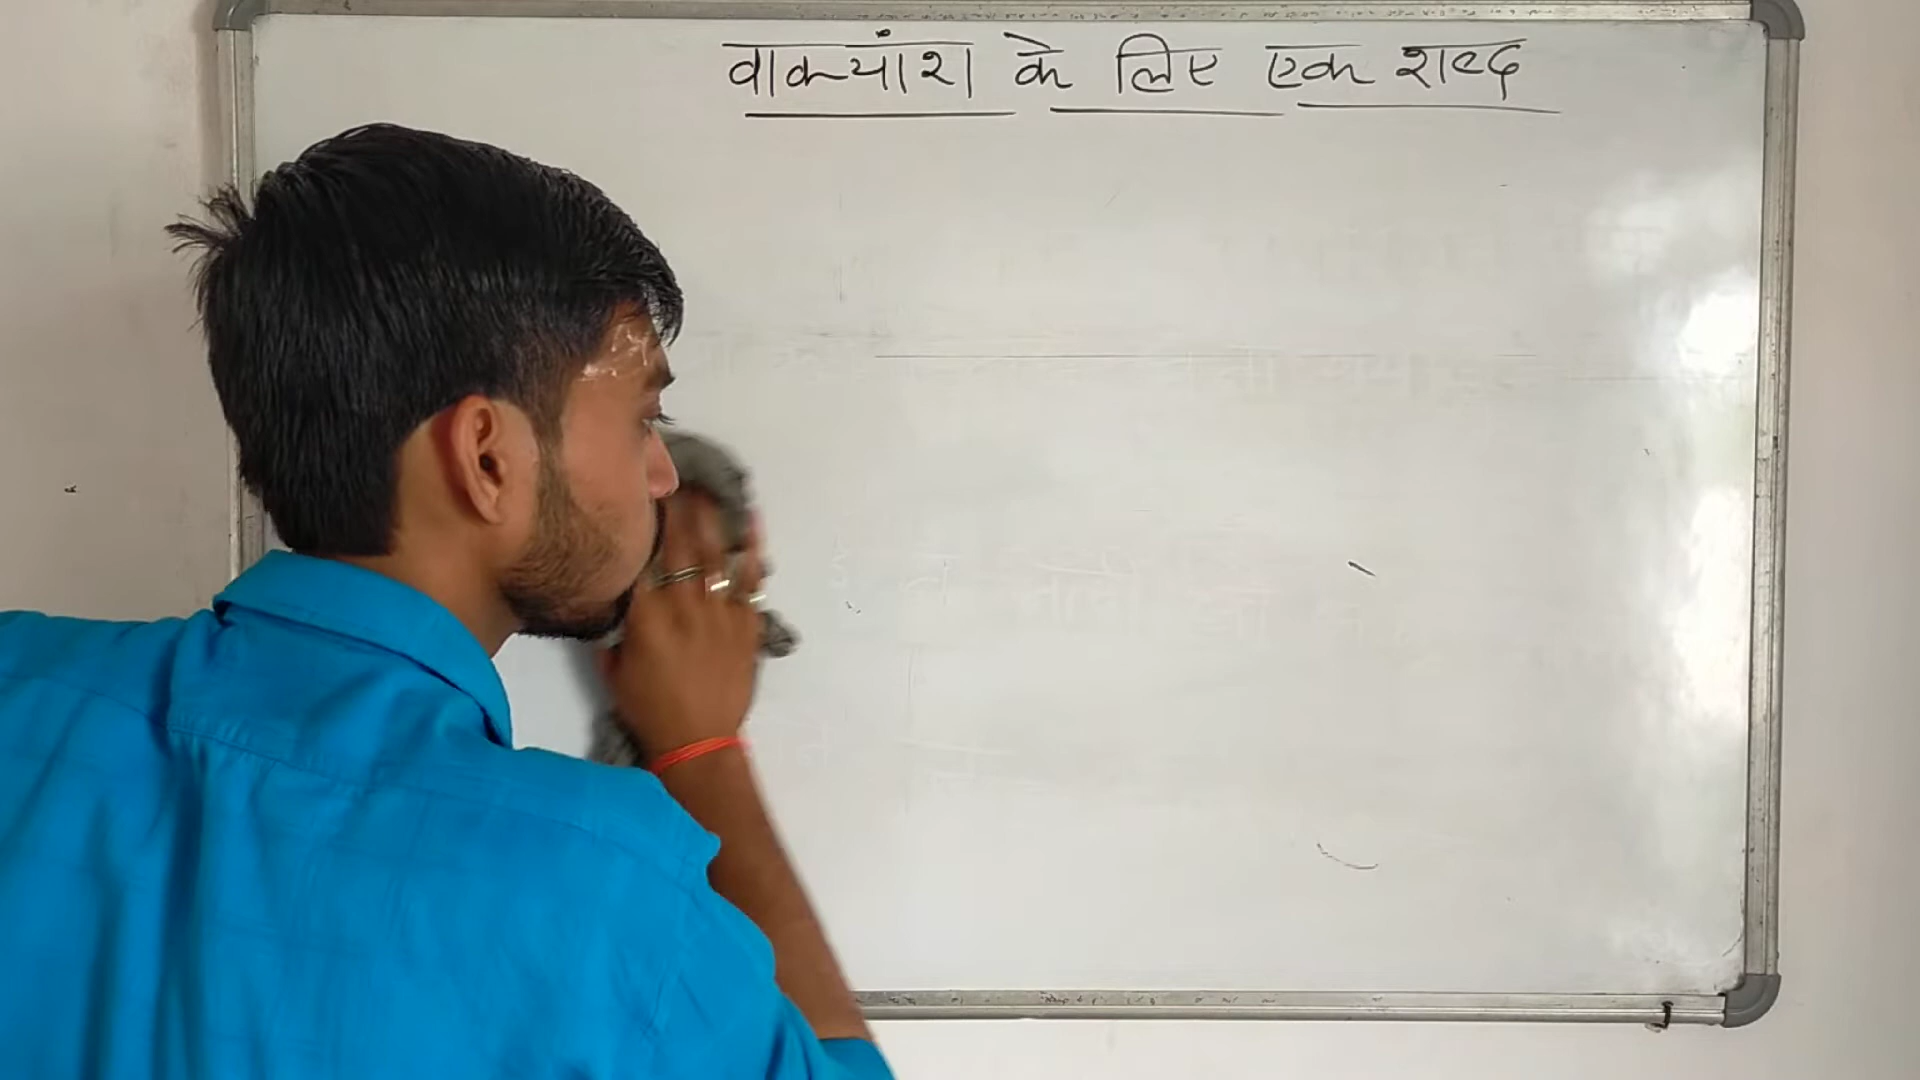 वाक्यांश के लिए एक शब्द